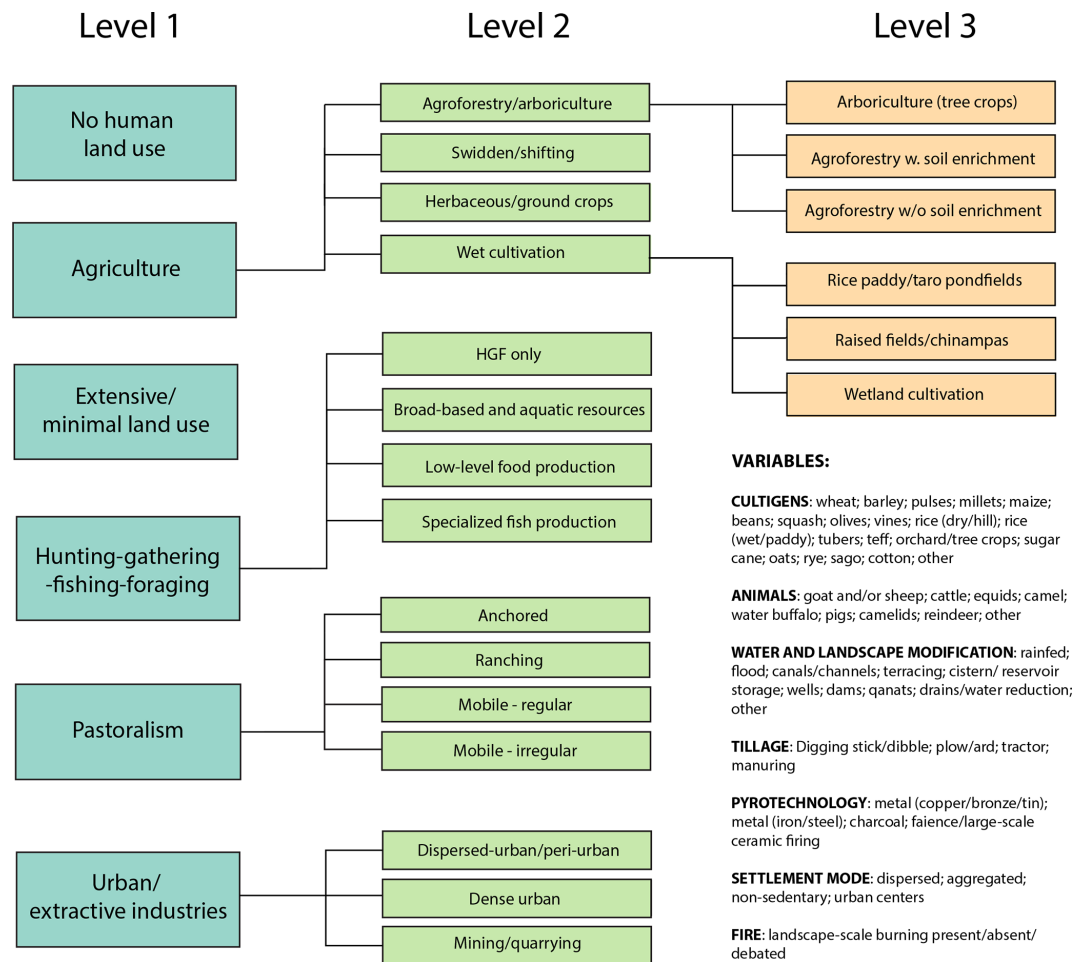 Level 1
Level 2
Level 3
No human
land use
Agriculture
Extensive/
minimal land use
Hunting-gathering
-fishing-foraging
Pastoralism
Urban/
extractive industries
Agroforestry/arboriculture
Swidden/shifting
Herbaceous/ground crops
Wet cultivation
HGF only
Broad-based and aquatic resources
Low-level food production
Specialized fish production
Anchored
Ranching
Mobile - regular
Mobile - irregular
Dispersed-urban/peri-urban
Dense urban
Mining/quarrying
Arboriculture (tree crops)
Agroforestry w. soil enrichment
Agroforestry w/o soil enrichment
Rice paddy/taro pondfields
Raised fields/chinampas
Wetland cultivation
VARIABLES:
CULTIGENS: wheat; barley; pulses; millets; maize;
beans; squash; olives; vines; rice (dry/hill); rice
(wet/paddy); tubers; teff; orchard/tree crops; sugar
cane; oats; rye; sago; cotton; other
ANIMALS: goat and/or sheep; cattle; equids; camel;
water buffalo; pigs; camelids; reindeer; other
WATER AND LANDSCAPE MODIFICATION: rainfed;
flood; canals/channels; terracing; cistern/ reservoir
storage; wells; dams; qanats; drains/water reduction;
other
TILLAGE: Digging stick/dibble; plow/ard; tractor;
manuring
PYROTECHNOLOGY: metal (copper/bronze/tin);
metal (iron/steel); charcoal; faience/large-scale
ceramic firing
SETTLEMENT MODE: dispersed; aggregated;
non-sedentary; urban centers
FIRE: landscape-scale burning present/absent/
debated